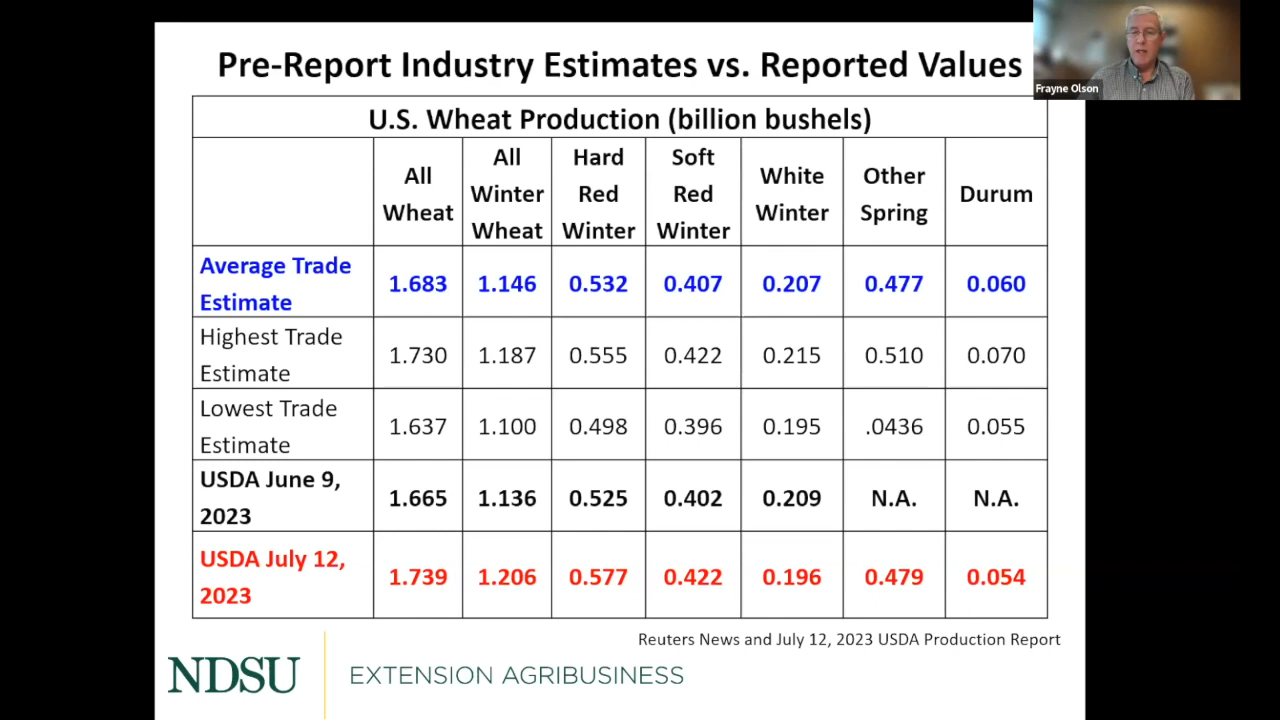 Pre-Report Industry Estimates vs. Reported Values
Frayne Olson
U.S. Wheat Production (billion bushels)
All Wheat
All Winter Wheat
Hard Red Winter
Soft Red Winter
White Winter
Other Spring
Durum
Average Trade Estimate 1.683 1.146 0.532 0.407 0.207 0.477 0.060
Highest Trade Estimate 1.730 1.187 0.555 0.422 0.215 0.510 0.070
Lowest Trade Estimate 1.637 1.100 0.498 0.396 0.195 .0436 0.055
USDA June 9, 2023 1.665 1.136 0.525 0.402 0.209 N.A. N.A.
USDA July 12, 2023 1.739 1.206 0.577 0.422 0.196 0.479 0.054
Reuters News and July 12, 2023 USDA Production Report
NDSU EXTENSION AGRIBUSINESS